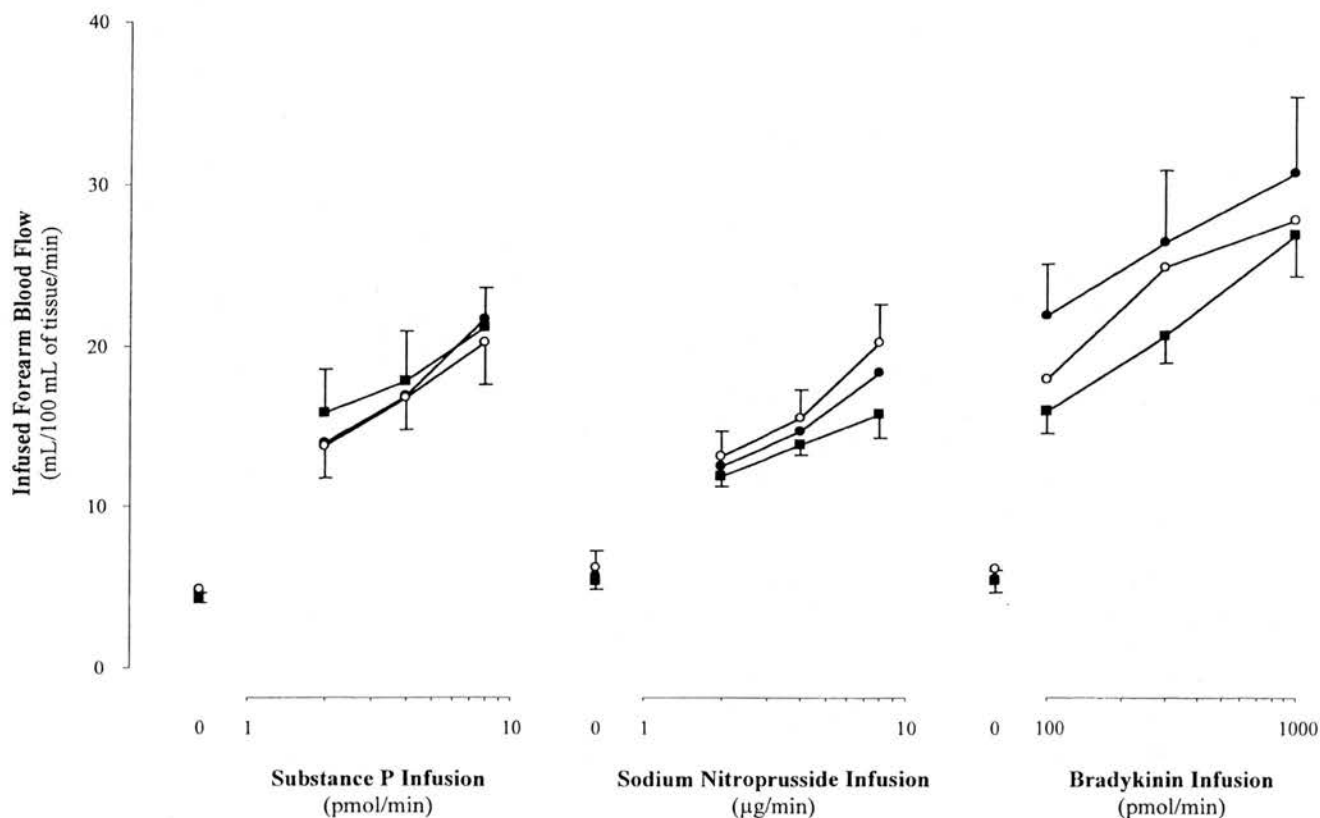 40
30
20
10
0
Infused Forearm Blood Flow
(mL/100 mL of tissue/min)
0 1 10 0 1 10 0 100 1000
Substance P Infusion Sodium Nitroprusside Infusion Bradykinin Infusion
(pmol/min) (μg/min) (pmol/min)